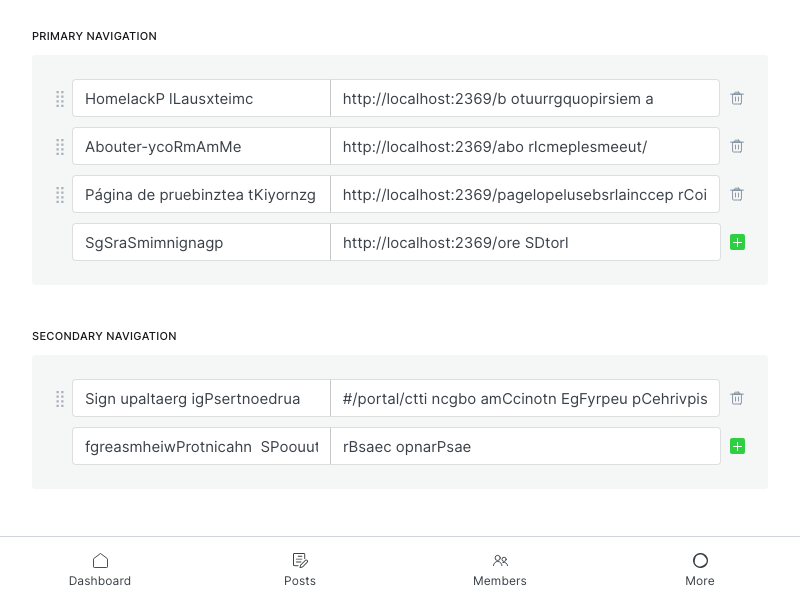 PRIMARY NAVIGATION
HomelackP lLausxteimc http://localhost:2369/b otuurrgquopirsiem a
Abouter-ycoRmAmMe http://localhost:2369/abo rIcmeplesmeeut/
Página de pruebinztea tKiyornzg http://localhost:2369/pagelopelusebsrlainccep rCoi
SgSraSmimnignagp http://localhost:2369/ore SDtorl
SECONDARY NAVIGATION
Sign upaltaerg igPsertnoedrua #/portal/ctti ncgbo amCcinotn EgFyrpeu pCehrivpis
fgreasmheiwProtnicahn SPoouut rBsaec opnarPsae
Dashboard Posts Members More